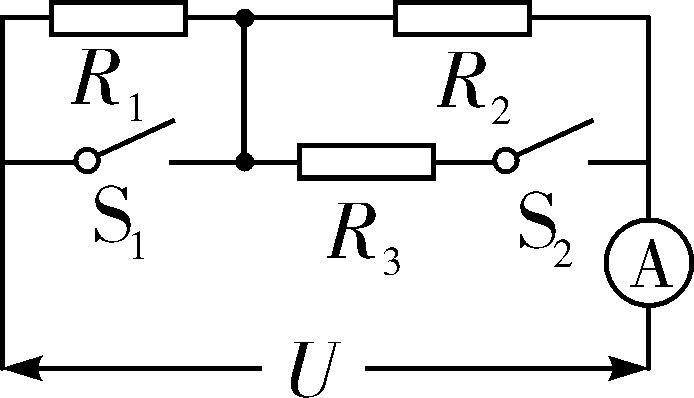 R₁ R₂
S₁ R₃ S₂
A
U